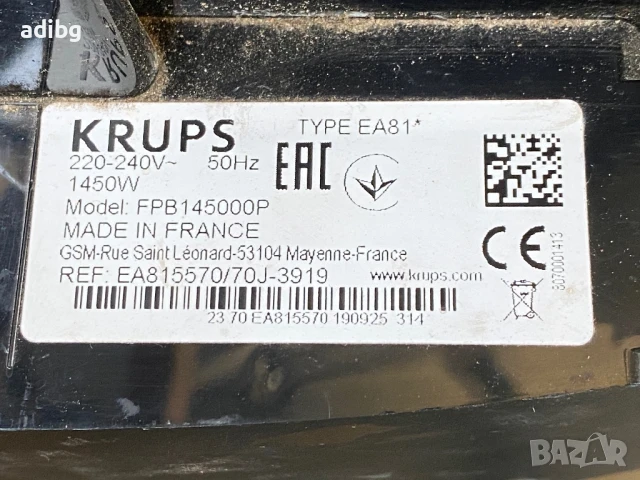 adibg
KRUPS TYPE EA81*
220-240V~ 50Hz
1450W
EAC
Model: FPB145000P
MADE IN FRANCE
GSM-Rue Saint Léonard-53104 Mayenne-France
REF: EA815570/70J-3919 www.krups.com
CE
8070001413
23 70 EA815570 190925 314
BAZAR